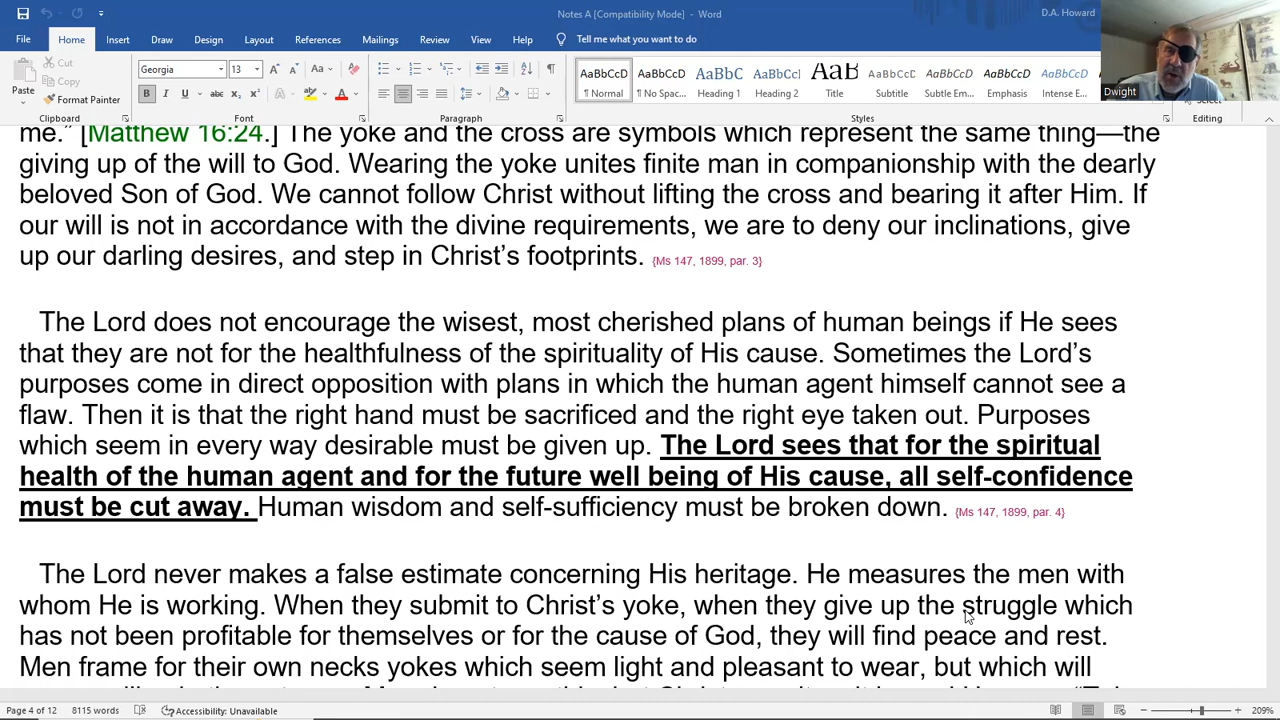 Notes A [Compatibility Mode] - Word
D.A. Howard
File Home Insert Draw Design Layout References Mailings Review View Help Tell me what you want to do
Paste
Cut
Copy
Format Painter
Clipboard
Georgia 13
Font
Paragraph
AaBbCcD AaBbCcD AaBbC AaBbCcl AaB AaBbCcD AaBbCcD AaBbCcD AaBbCcD
¶ Normal ¶ No Spac... Heading 1 Heading 2 Title Subtitle Subtle Em... Emphasis Intense E...
Styles
Select
Editing
Dwight
me.” [Matthew 16:24.] The yoke and the cross are symbols which represent the same thing—the
giving up of the will to God. Wearing the yoke unites finite man in companionship with the dearly
beloved Son of God. We cannot follow Christ without lifting the cross and bearing it after Him. If
our will is not in accordance with the divine requirements, we are to deny our inclinations, give
up our darling desires, and step in Christ’s footprints. {Ms 147, 1899, par. 3}
The Lord does not encourage the wisest, most cherished plans of human beings if He sees
that they are not for the healthfulness of the spirituality of His cause. Sometimes the Lord’s
purposes come in direct opposition with plans in which the human agent himself cannot see a
flaw. Then it is that the right hand must be sacrificed and the right eye taken out. Purposes
which seem in every way desirable must be given up. The Lord sees that for the spiritual
health of the human agent and for the future well being of His cause, all self-confidence
must be cut away. Human wisdom and self-sufficiency must be broken down. {Ms 147, 1899, par. 4}
The Lord never makes a false estimate concerning His heritage. He measures the men with
whom He is working. When they submit to Christ’s yoke, when they give up the struggle which
has not been profitable for themselves or for the cause of God, they will find peace and rest.
Men frame for their own necks yokes which seem light and pleasant to wear, but which will
Page 4 of 12 8115 words Accessibility: Unavailable 209%